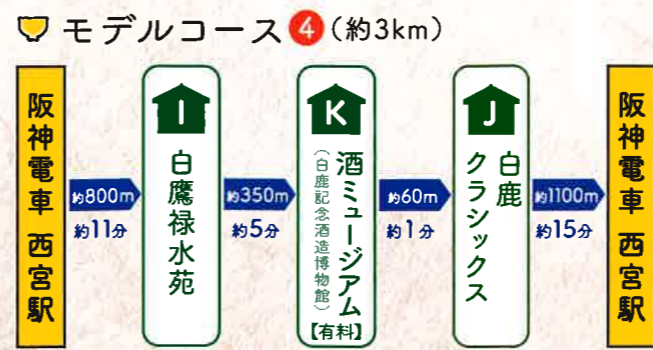 モデルコース4(約3km)
阪神電車 西宮駅
約800m
約11分
I
白鷹禄水苑
約350m
約5分
K
酒ミュージアム
(白鹿記念酒造博物館)
【有料】
約60m
約1分
J
白鹿
クラシックス
約1100m
約15分
阪神電車 西宮駅